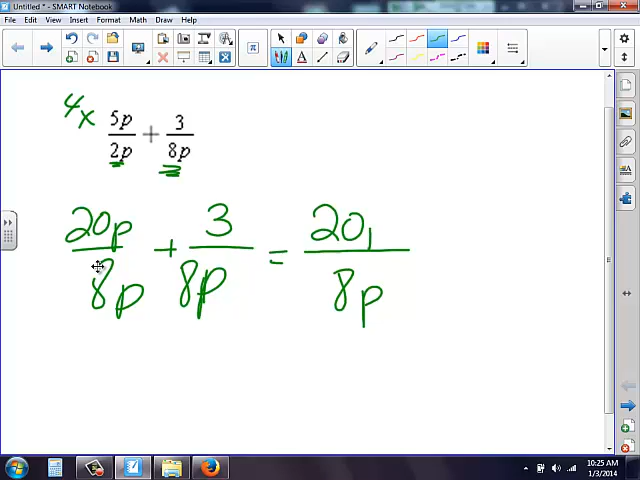 Untitled * - SMART Notebook
File Edit View Insert Format Tools Draw Help
4x 5p/2p + 3/8p
20p/8p + 3/8p = 20/8p
10:25 AM
1/3/2014